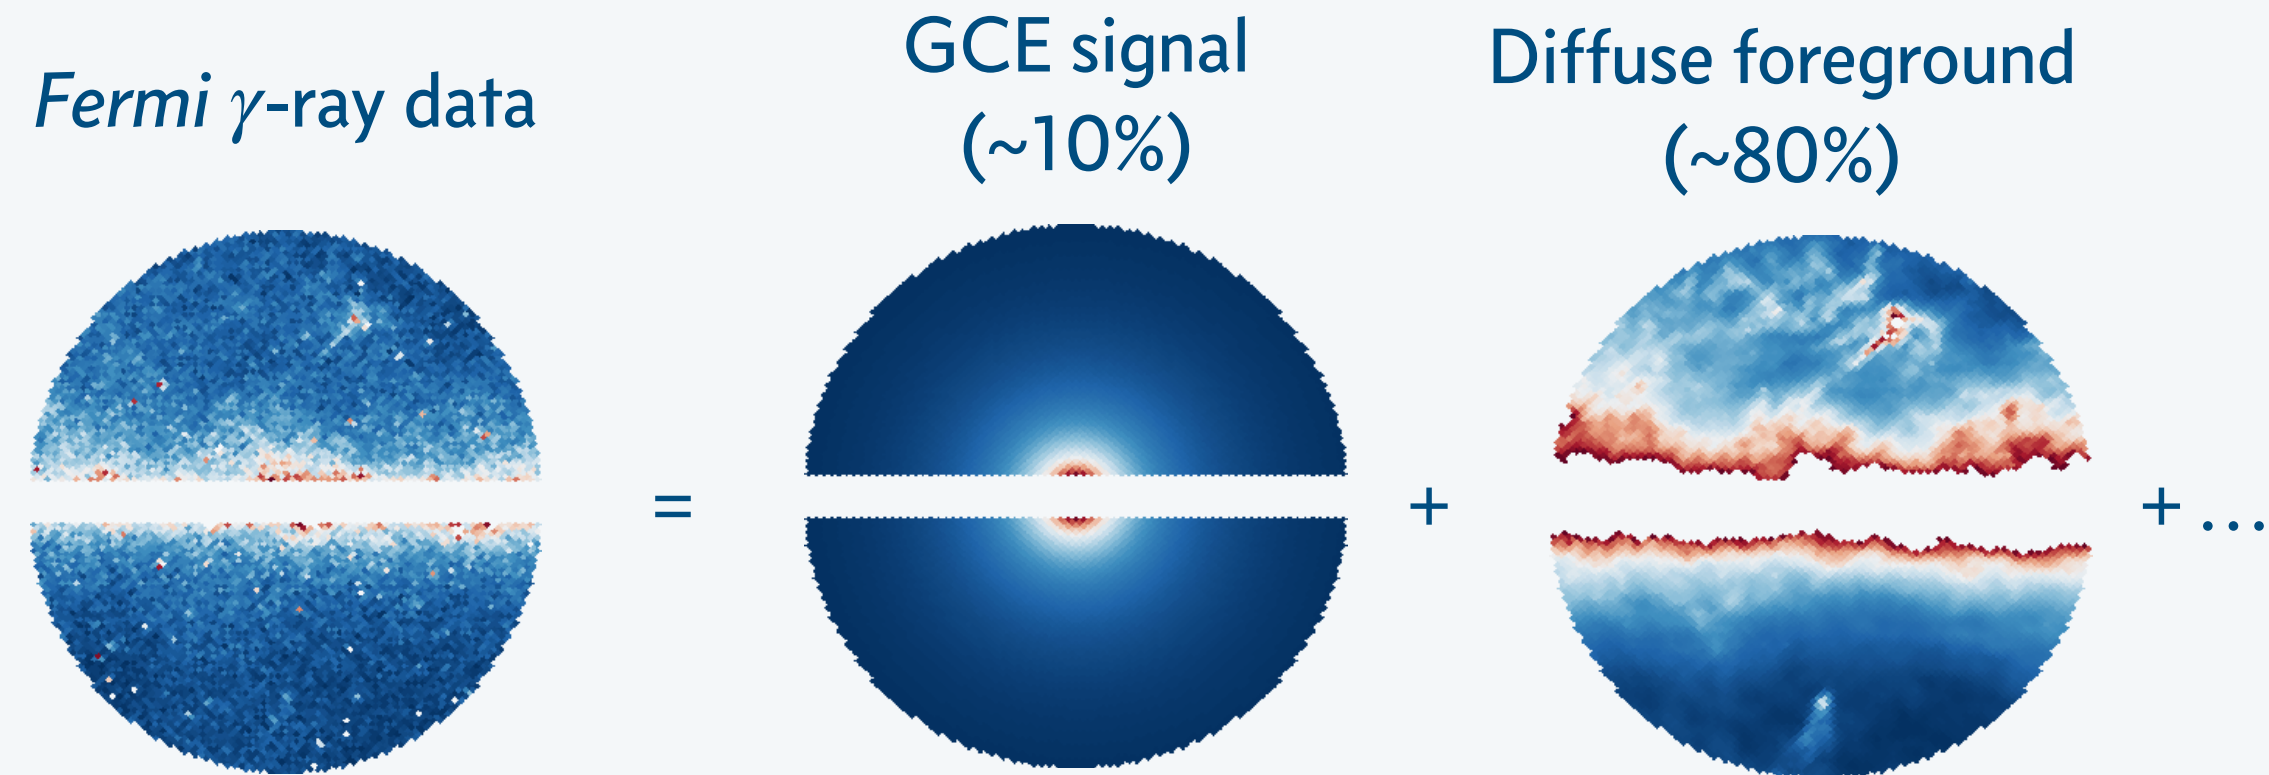 Fermi γ-ray data
GCE signal
(~10%)
Diffuse foreground
(~80%)
=
+
+ ...